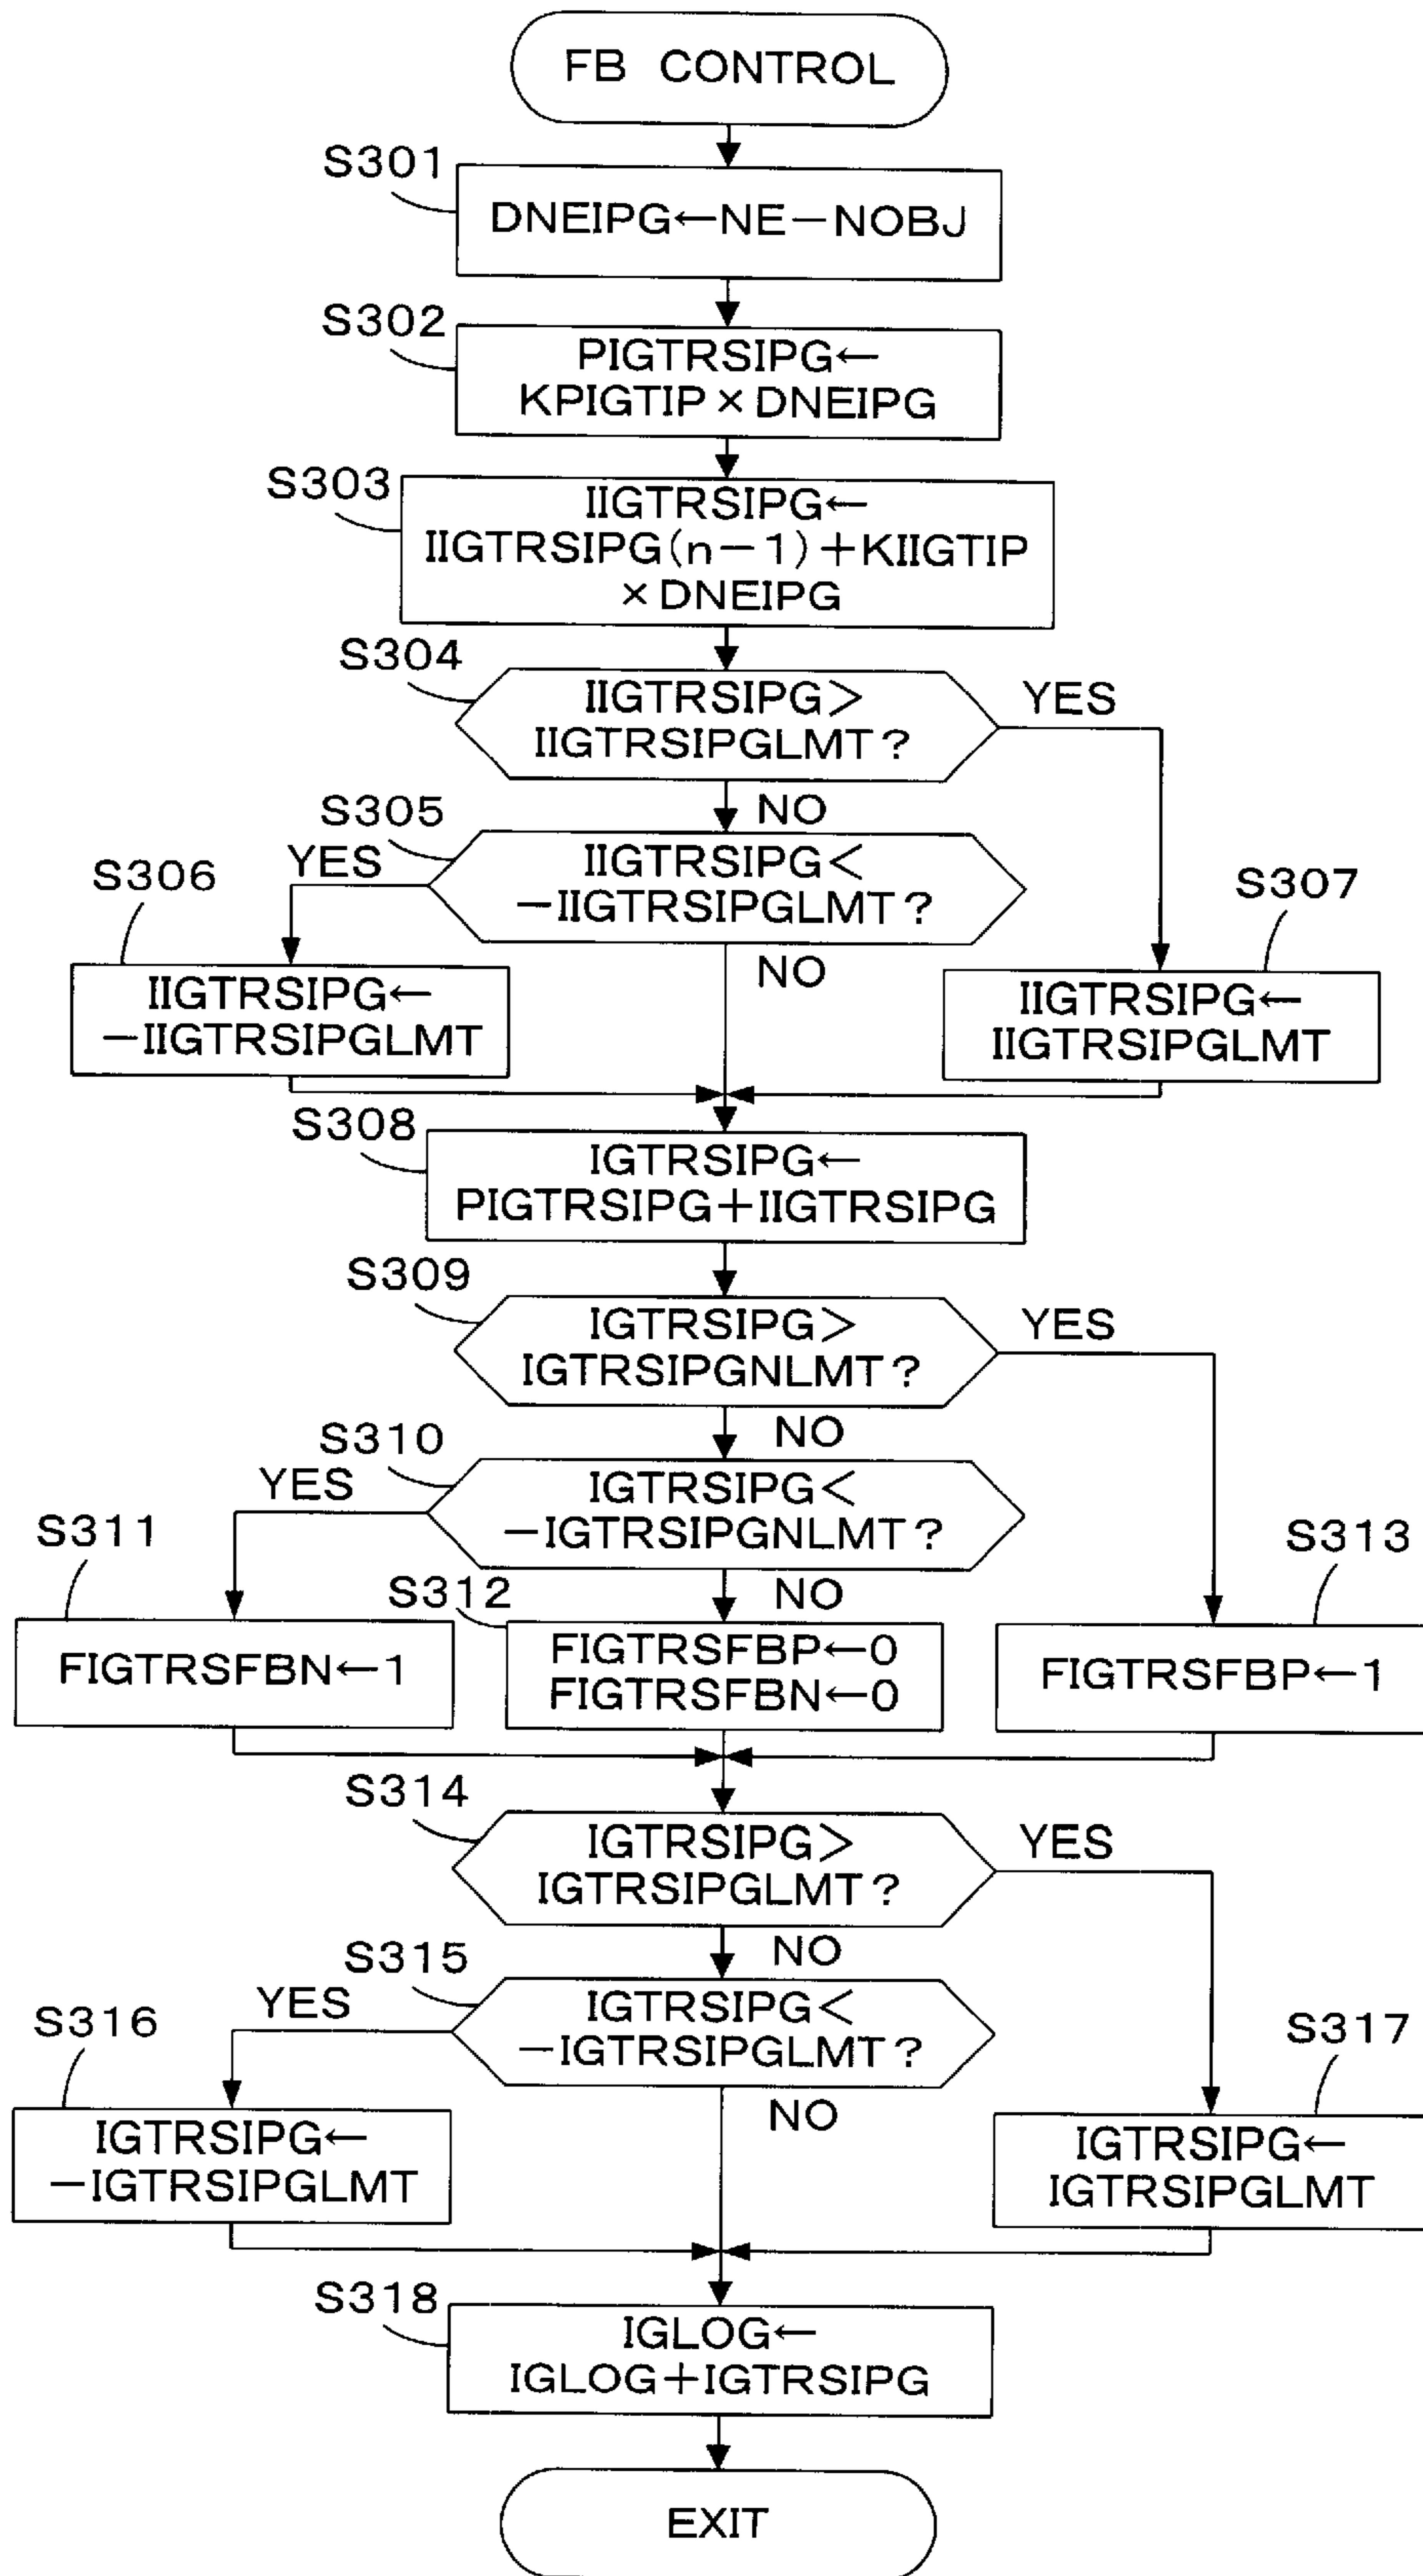 FB CONTROL
S301
DNEIPG←NE−NOBJ
S302
PIGTRSIPG←
KPIGTIP×DNEIPG
S303
IIGTRSIPG←
IIGTRSIPG(n−1)+KIIGTIP
×DNEIPG
S304
IIGTRSIPG>
IIGTRSIPGLMT?
YES
NO
S305
IIGTRSIPG<
−IIGTRSIPGLMT?
YES
NO
S306
IIGTRSIPG←
−IIGTRSIPGLMT
S307
IIGTRSIPG←
IIGTRSIPGLMT
S308
IGTRSIPG←
PIGTRSIPG+IIGTRSIPG
S309
IGTRSIPG>
IGTRSIPGNLMT?
YES
NO
S310
IGTRSIPG<
−IGTRSIPGNLMT?
YES
NO
S311
FIGTRSFBN←1
S312
FIGTRSFBP←0
FIGTRSFBN←0
S313
FIGTRSFBP←1
S314
IGTRSIPG>
IGTRSIPGLMT?
YES
NO
S315
IGTRSIPG<
−IGTRSIPGLMT?
YES
NO
S316
IGTRSIPG←
−IGTRSIPGLMT
S317
IGTRSIPG←
IGTRSIPGLMT
S318
IGLOG←
IGLOG+IGTRSIPG
EXIT